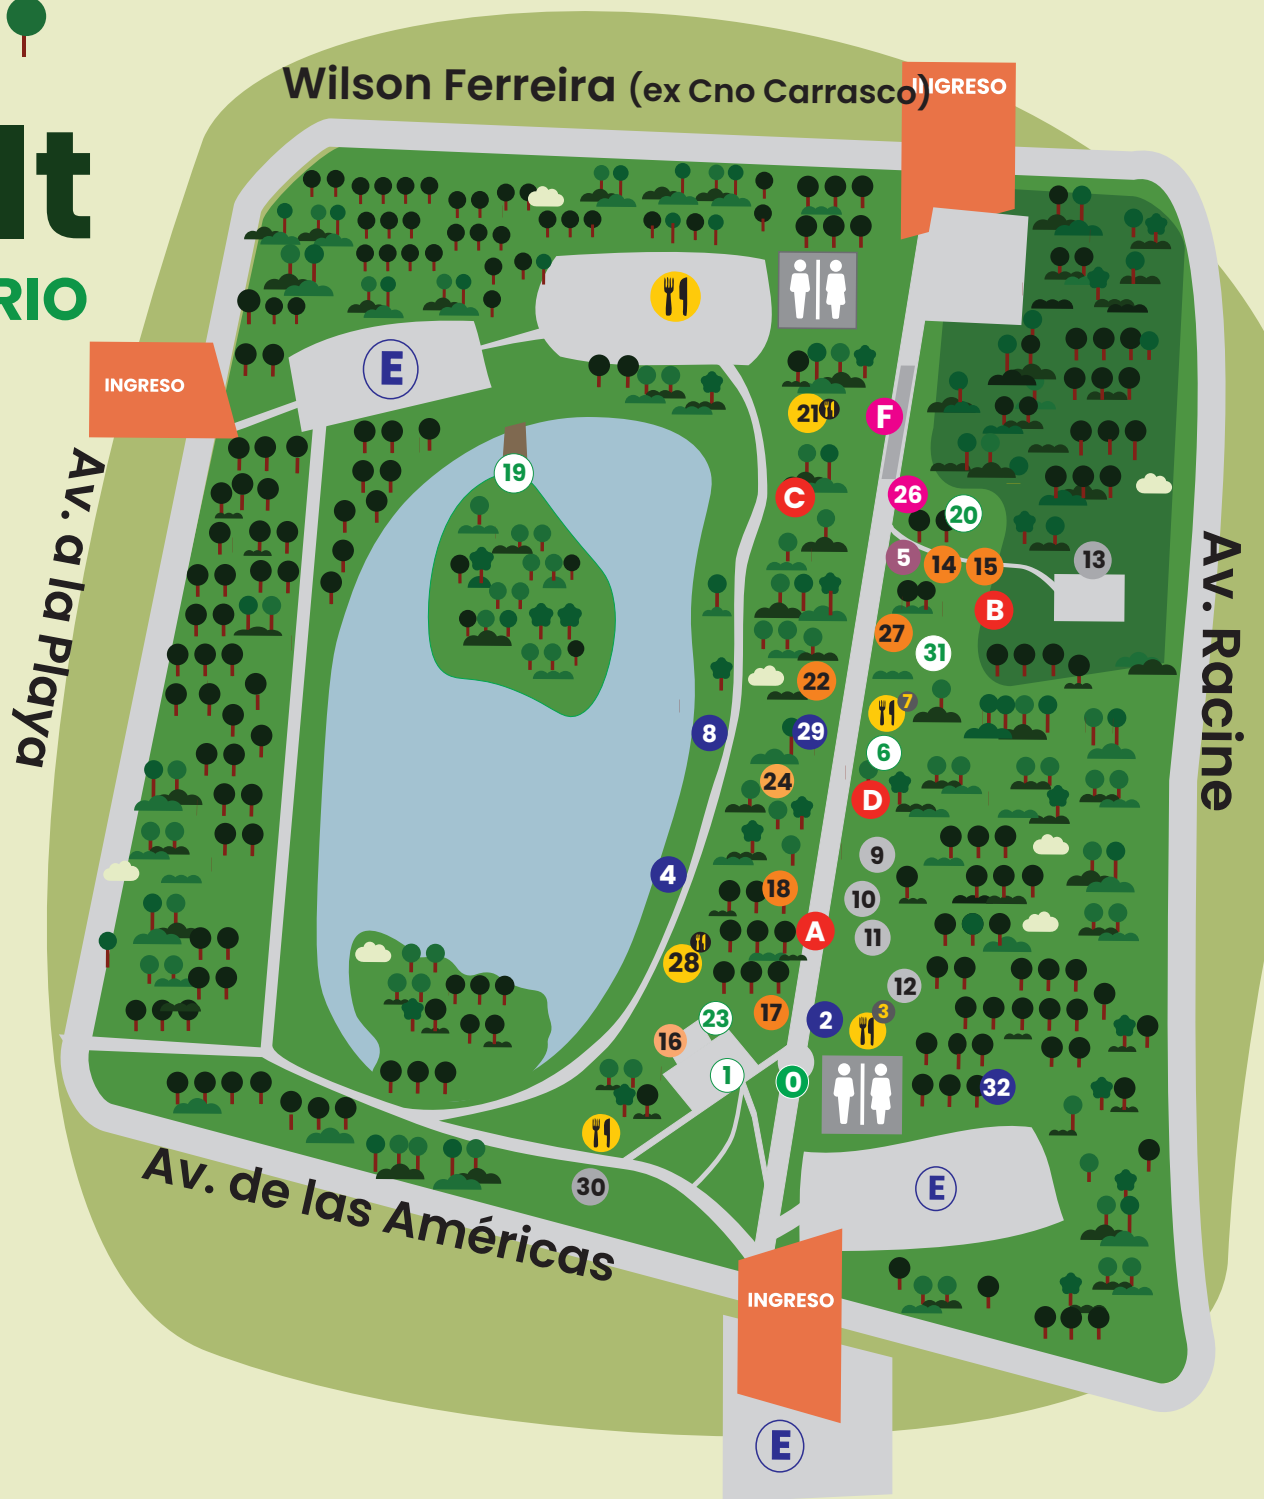 Wilson Ferreira (ex Cno Carrasco)
INGRESO
lt
RIO
E
INGRESO
21
F
Av. a la Playa
19
C
26
20
5
14
15
13
B
Av. Racine
27
31
22
7
8
29
6
24
D
9
4
18
10
A
11
28
12
23
17
2
3
16
1
0
32
30
E
Av. de las Américas
INGRESO
E